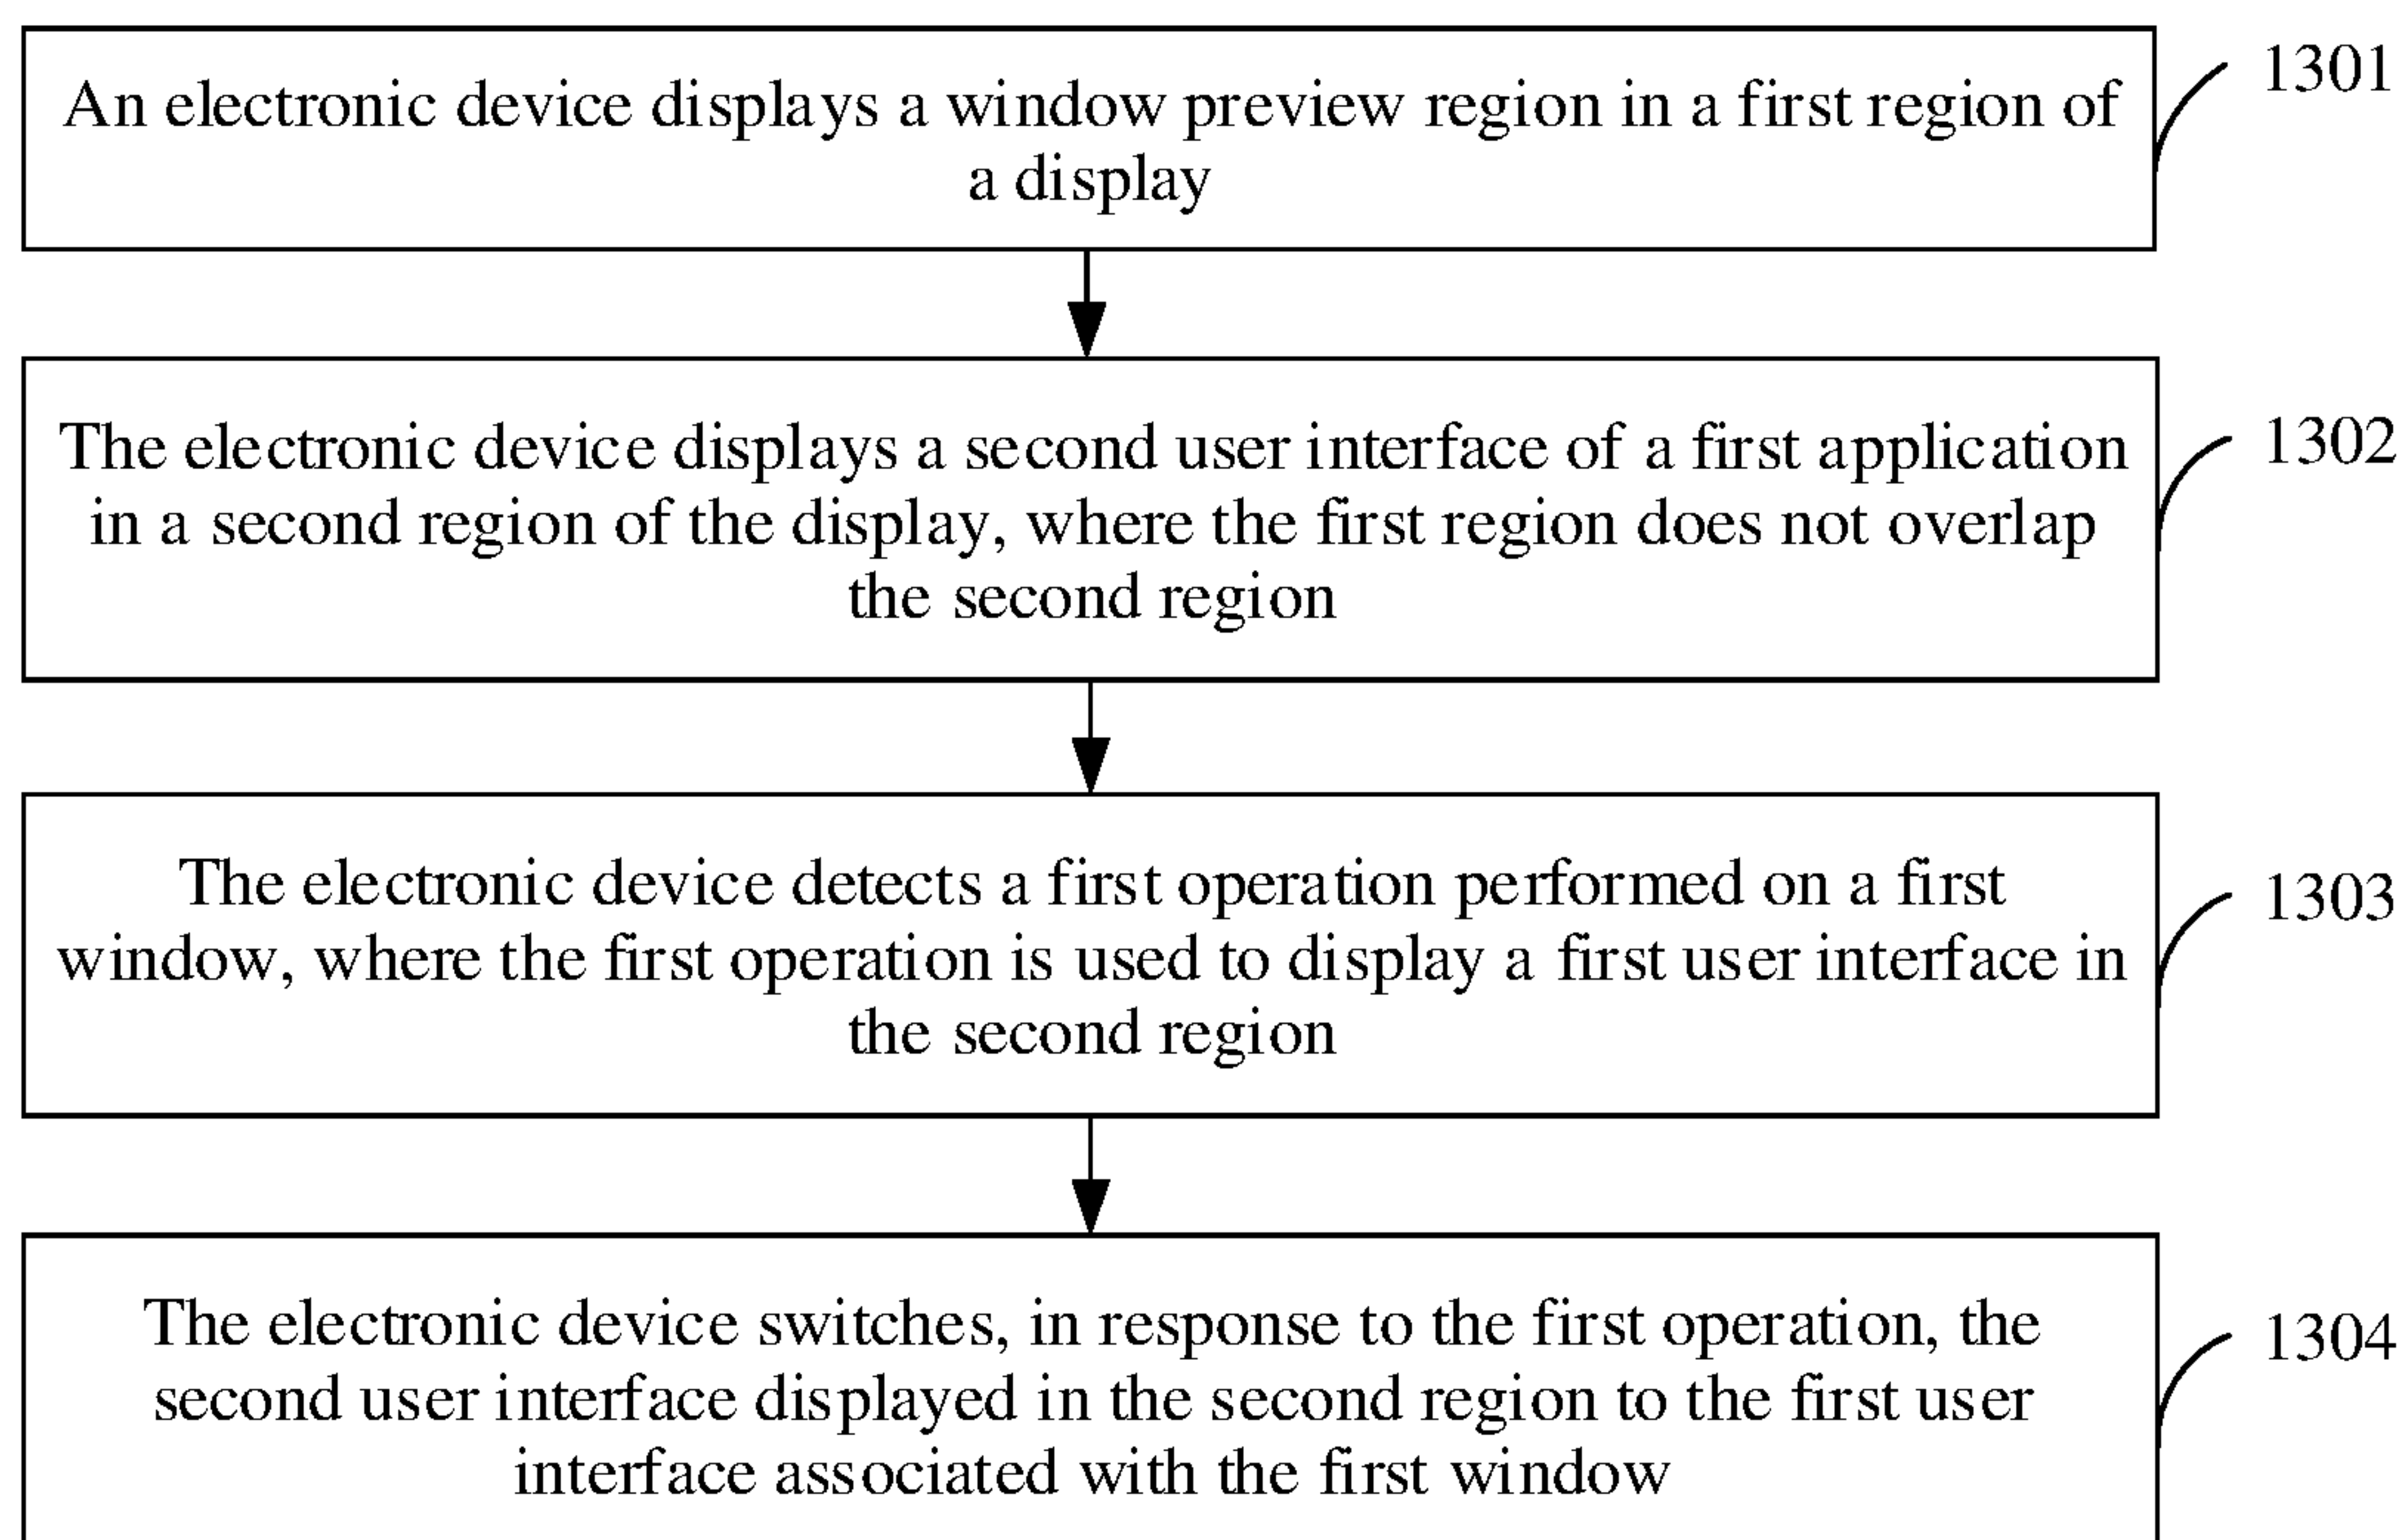 An electronic device displays a window preview region in a first region of
a display
1301
The electronic device displays a second user interface of a first application
in a second region of the display, where the first region does not overlap
the second region
1302
The electronic device detects a first operation performed on a first
window, where the first operation is used to display a first user interface in
the second region
1303
The electronic device switches, in response to the first operation, the
second user interface displayed in the second region to the first user
interface associated with the first window
1304